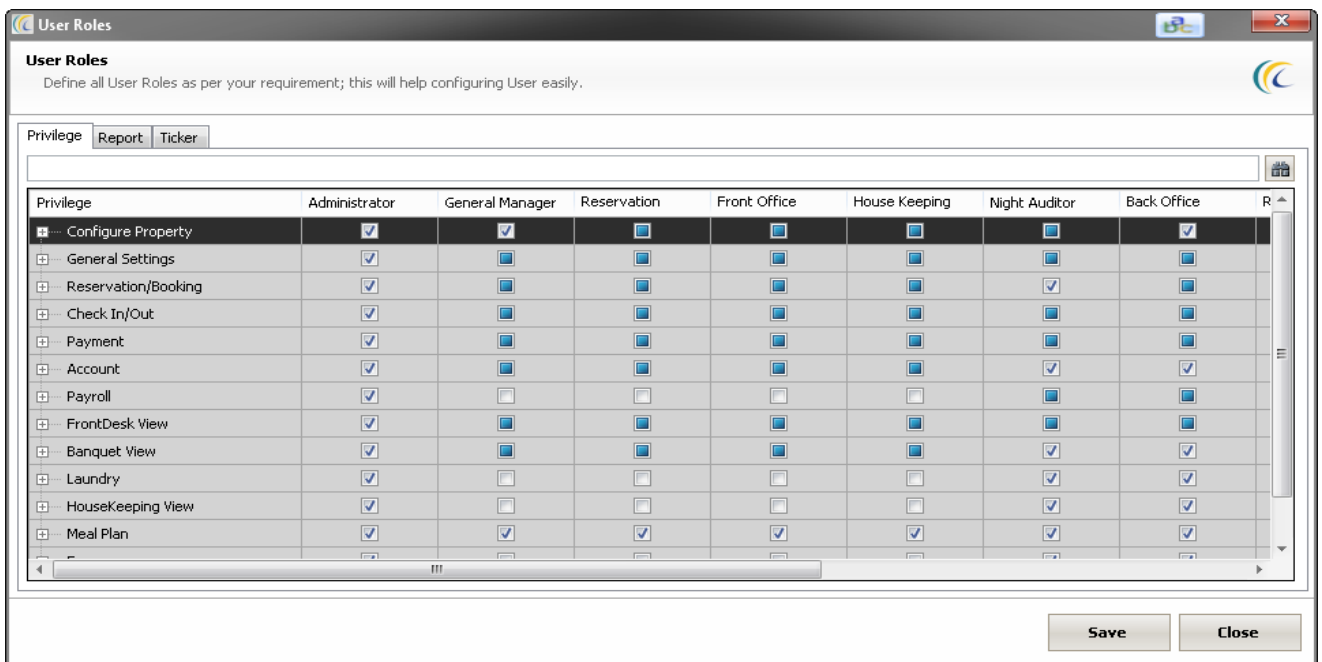 User Roles
User Roles
Define all User Roles as per your requirement; this will help configuring User easily.
Privilege Report Ticker
Privilege Administrator General Manager Reservation Front Office House Keeping Night Auditor Back Office R
Configure Property
General Settings
Reservation/Booking
Check In/Out
Payment
Account
Payroll
FrontDesk View
Banquet View
Laundry
HouseKeeping View
Meal Plan
Save Close